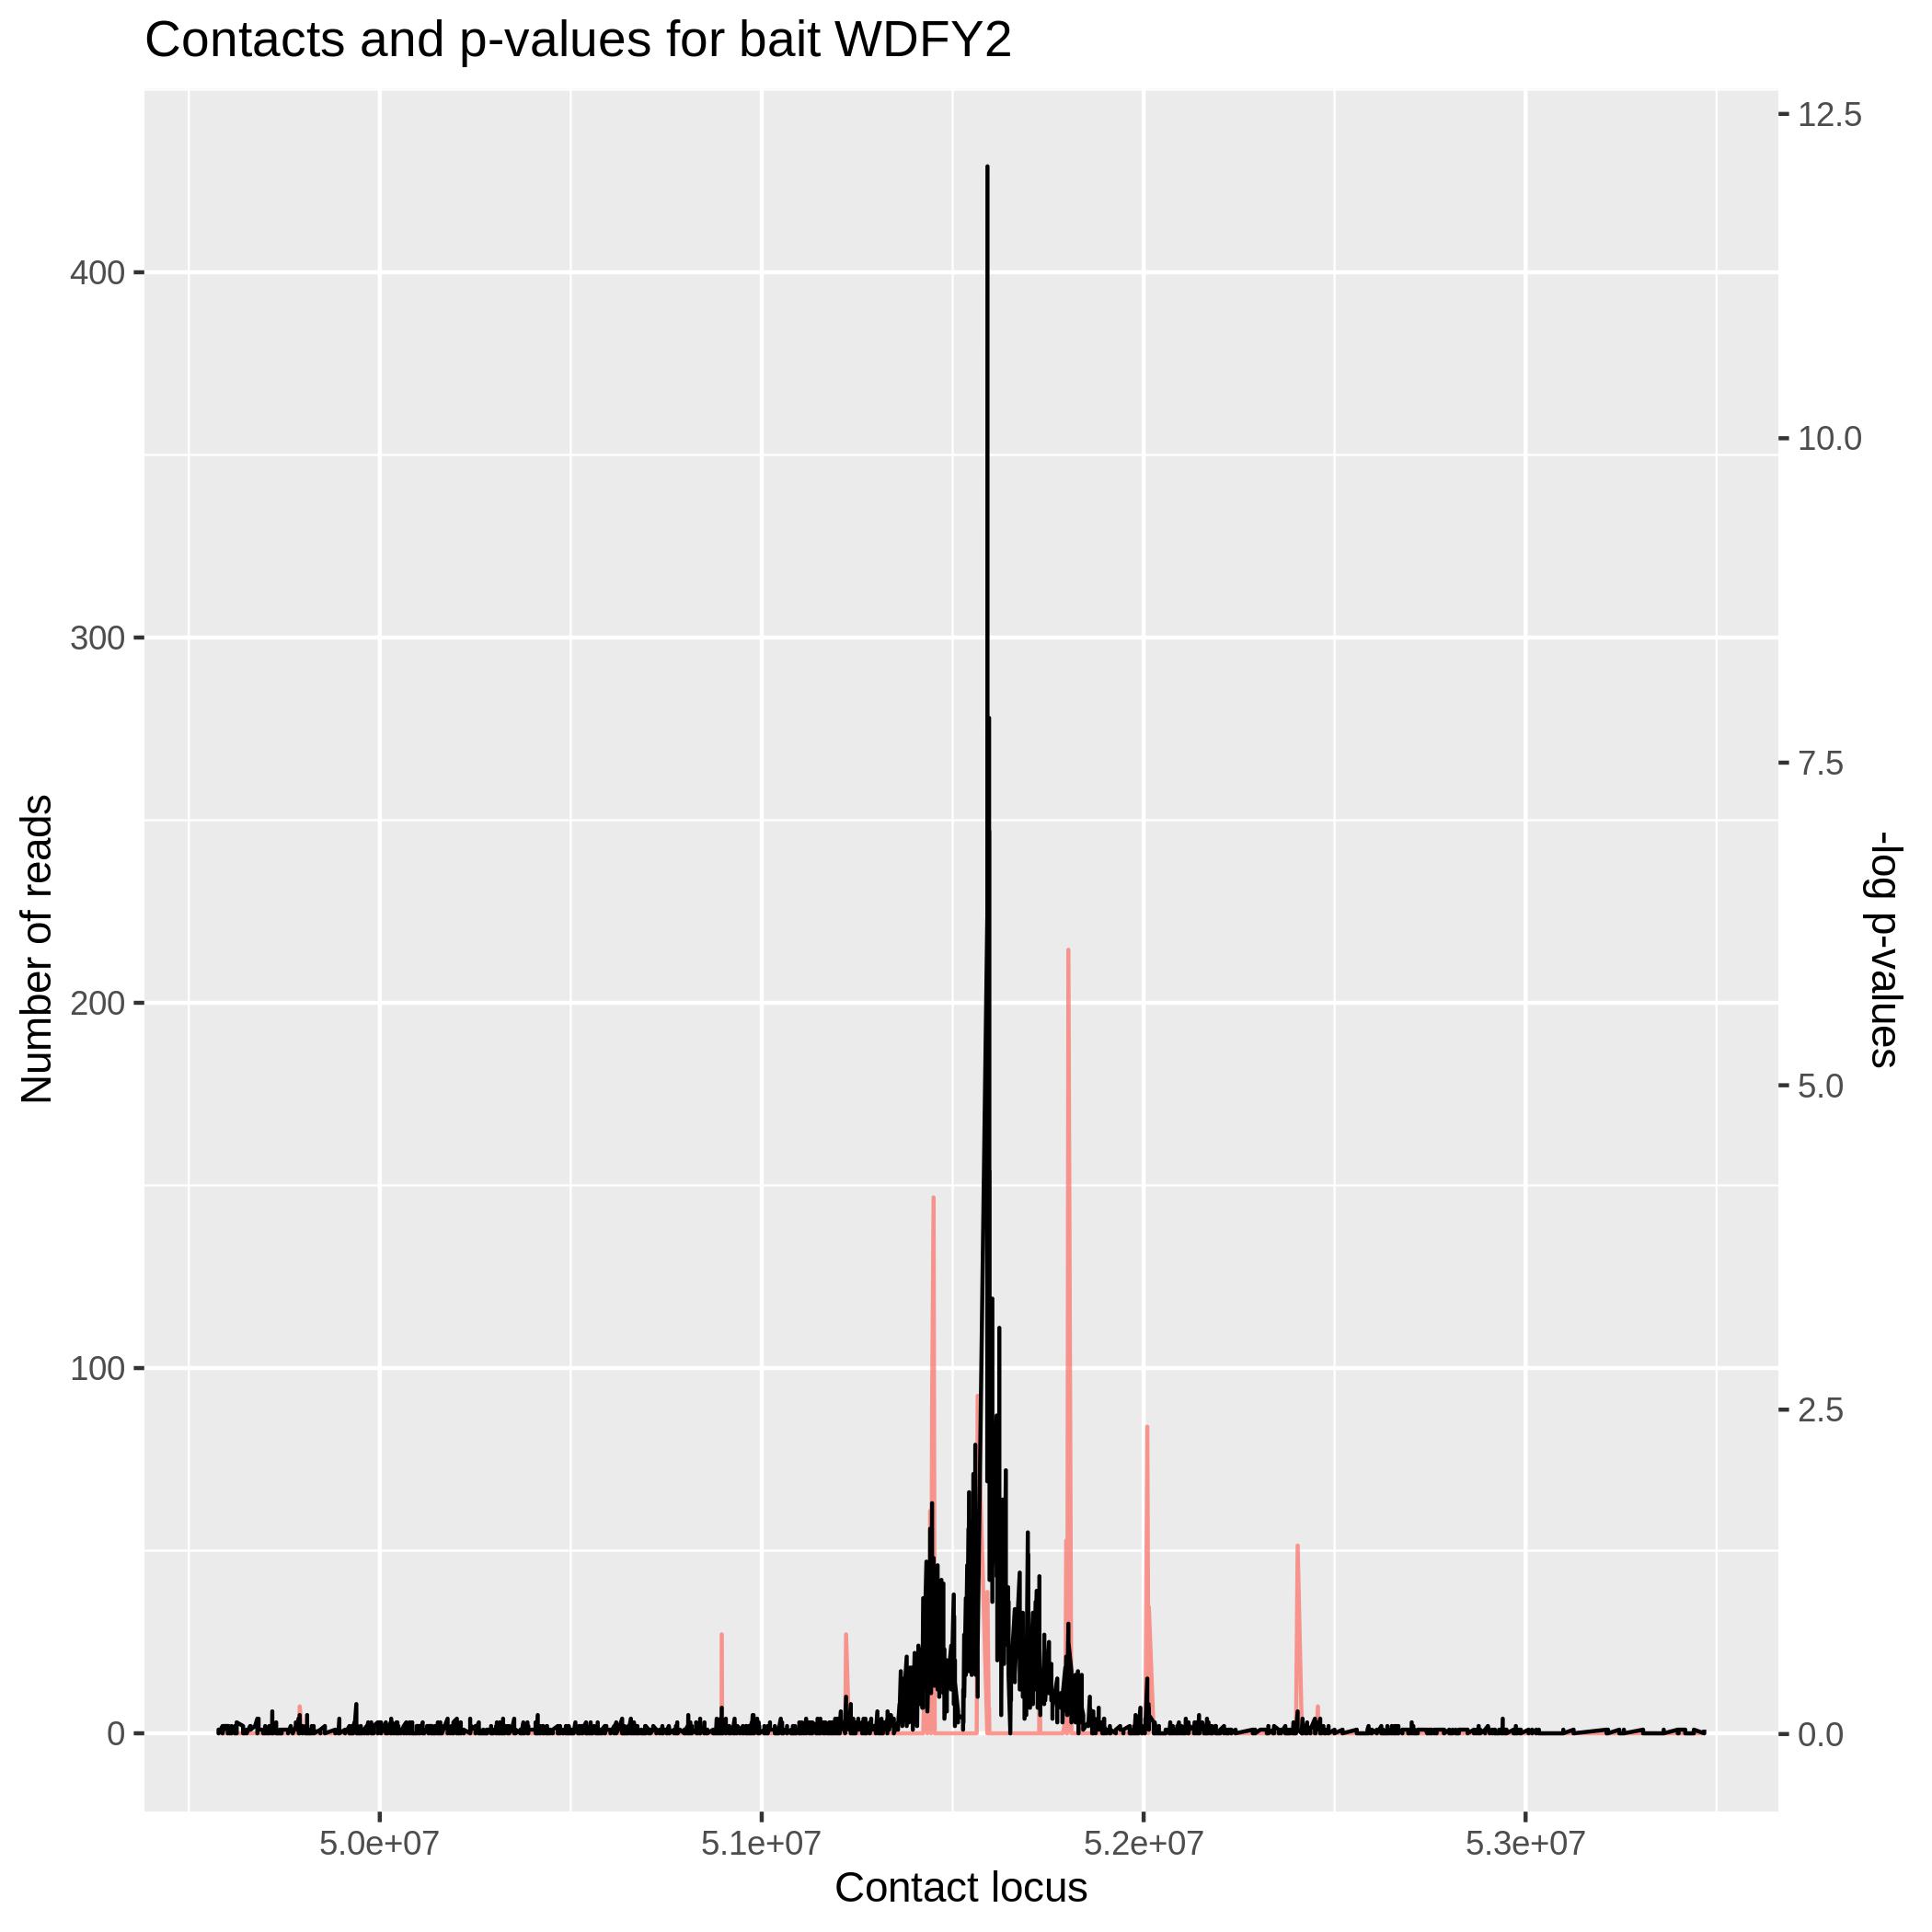 Contacts and p-values for bait WDFY2
Number of reads
400
300
200
100
0
12.5
10.0
7.5
5.0
2.5
0.0
-log p-values
5.0e+07
5.1e+07
5.2e+07
5.3e+07
Contact locus